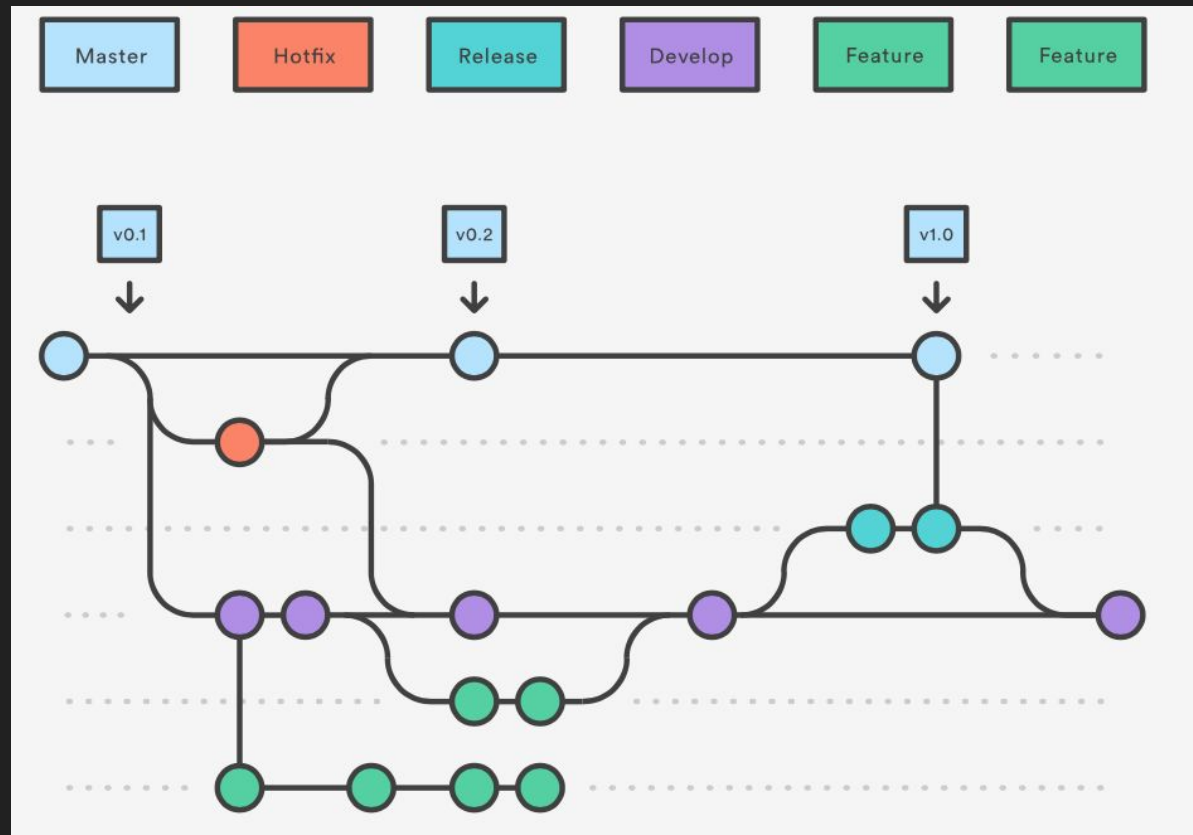 Master
Hotfix
Release
Develop
Feature
Feature
v0.1
v0.2
v1.0